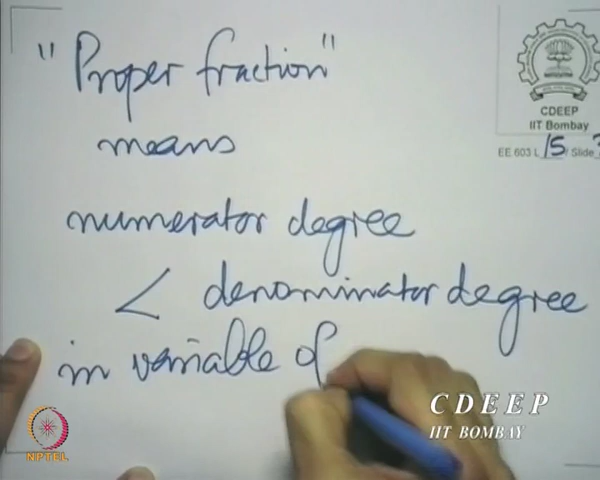 "Proper fraction"
means
numerator degree
< denominator degree
in variable of
CDEEP
IIT Bombay
EE 603 L 15 / Slide
CDEEP
IIT BOMBAY
NPTEL